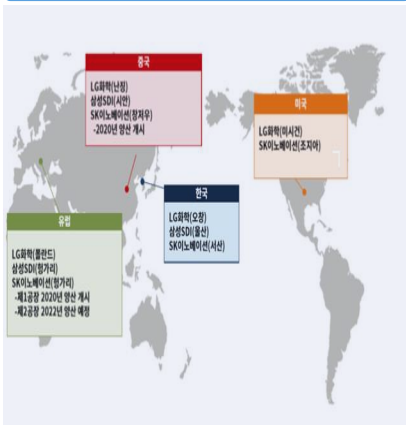 중국
LG화학(난징)
삼성SDI(시안)
SK이노베이션(창저우)
-2020년 양산 개시
미국
LG화학(미시건)
SK이노베이션(조지아)
한국
LG화학(오창)
삼성SDI(울산)
SK이노베이션(서산)
유럽
LG화학(폴란드)
삼성SDI(헝가리)
SK이노베이션(헝가리)
-제1공장 2020년 양산 개시
-제2공장 2022년 양산 예정